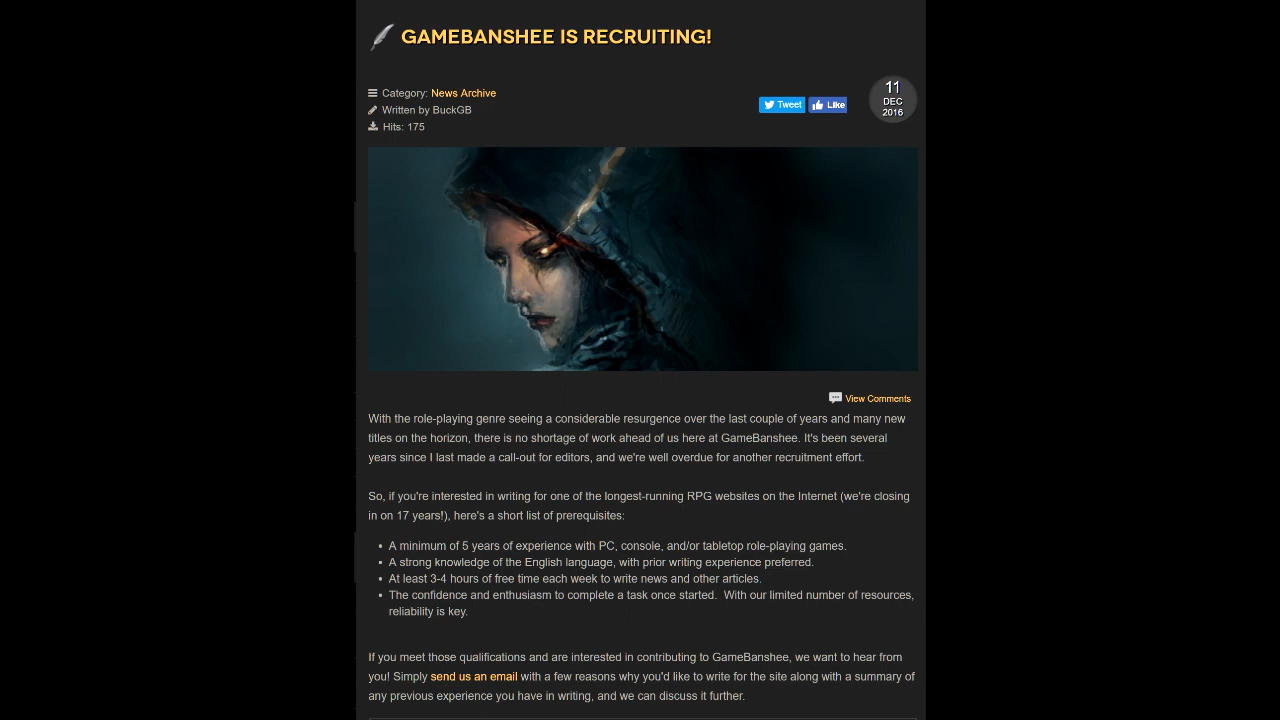 GAMEBANSHEE IS RECRUITING!
Category: News Archive
Written by BuckGB
Hits: 175
Tweet
Like
11
DEC
2016
View Comments
With the role-playing genre seeing a considerable resurgence over the last couple of years and many new
titles on the horizon, there is no shortage of work ahead of us here at GameBanshee. It's been several
years since I last made a call-out for editors, and we're well overdue for another recruitment effort.
So, if you're interested in writing for one of the longest-running RPG websites on the Internet (we're closing
in on 17 years!), here's a short list of prerequisites:
• A minimum of 5 years of experience with PC, console, and/or tabletop role-playing games.
• A strong knowledge of the English language, with prior writing experience preferred.
• At least 3-4 hours of free time each week to write news and other articles.
• The confidence and enthusiasm to complete a task once started.  With our limited number of resources,
reliability is key.
If you meet those qualifications and are interested in contributing to GameBanshee, we want to hear from
you! Simply send us an email with a few reasons why you'd like to write for the site along with a summary of
any previous experience you have in writing, and we can discuss it further.